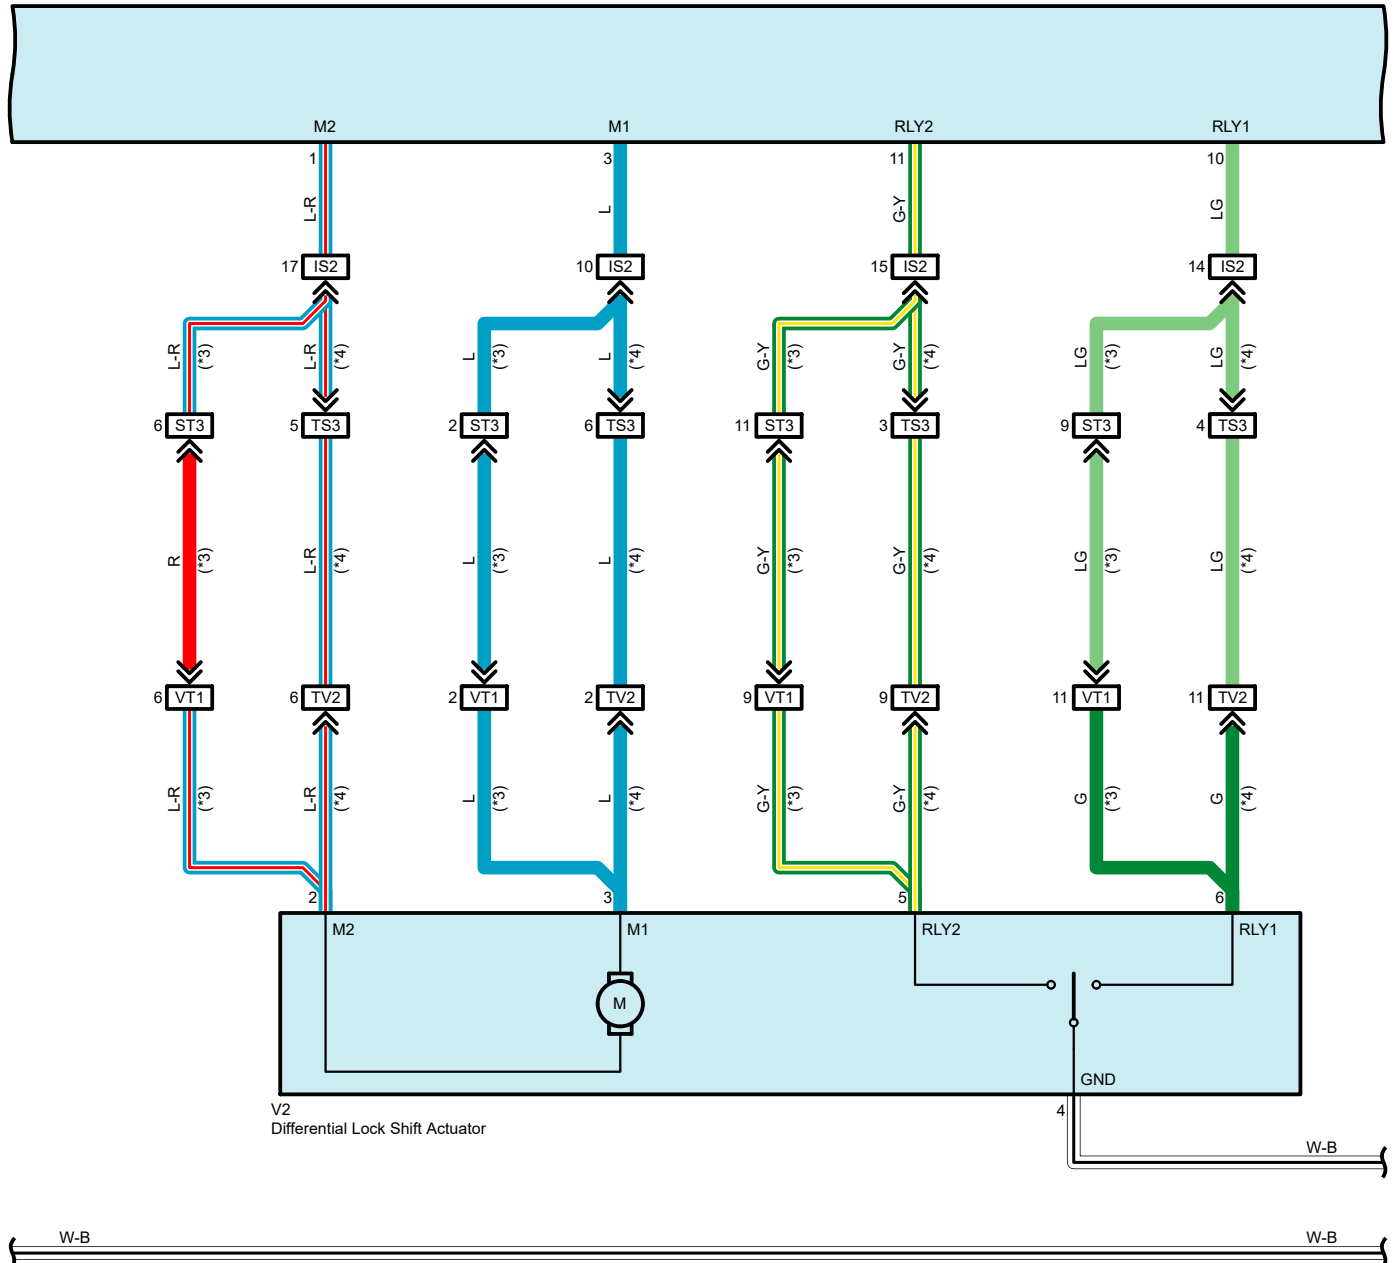 M2 M1 RLY2 RLY1
1 3 11 10
L-R L G-Y LG
17 IS2 10 IS2 15 IS2 14 IS2
L-R (*3) L-R (*4) L (*3) L (*4) G-Y (*3) G-Y (*4) LG (*3) LG (*4)
6 ST3 5 TS3 2 ST3 6 TS3 11 ST3 3 TS3 9 ST3 4 TS3
R (*3) L-R (*4) L (*3) L (*4) G-Y (*3) G-Y (*4) LG (*3) LG (*4)
6 VT1 6 TV2 2 VT1 2 TV2 9 VT1 9 TV2 11 VT1 11 TV2
L-R (*3) L-R (*4) L (*3) L (*4) G-Y (*3) G-Y (*4) G (*3) G (*4)
2 3 5 6
M2 M1 RLY2 RLY1
M
GND
V2 4
Differential Lock Shift Actuator
W-B
W-B W-B